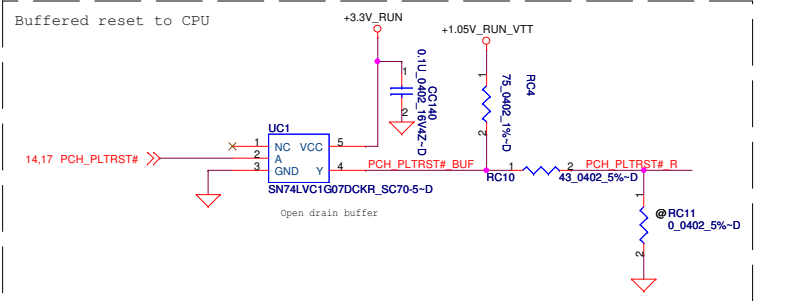 Buffered reset to CPU
+3.3V_RUN
+1.05V_RUN_VTT
1
0.1U_0402_16V4Z~D
CC140
2
1
75_0402_1%~D
RC4
2
UC1
1 NC VCC 5
14,17 PCH_PLTRST# 2 A
3 GND Y 4
PCH_PLTRST#_BUF
RC10 1 2 PCH_PLTRST#_R
43_0402_5%~D
SN74LVC1G07DCKR_SC70-5~D
Open drain buffer
1
@RC11
0_0402_5%~D
2